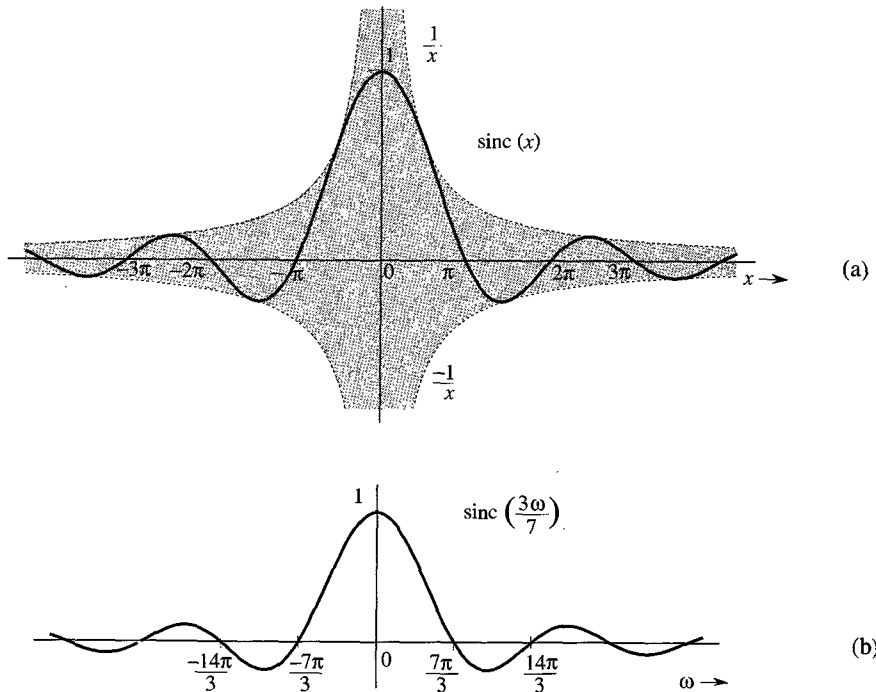 1/x
1
sinc (x)
-3π -2π -π 0 π 2π 3π
x →
(a)
-1/x
1
sinc (3ω/7)
(b)
-14π/3 -7π/3 0 7π/3 14π/3
ω →